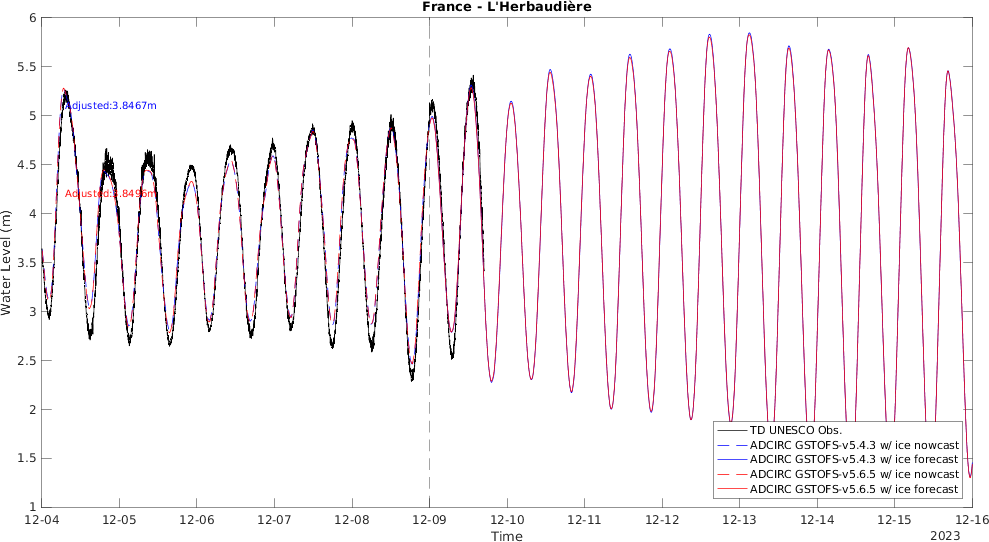 France - L'Herbaudière
6
5.5
5
4.5
4
3.5
3
2.5
2
1.5
1
Water Level (m)
Adjusted:3.8467m
Adjusted:3.8496m
TD UNESCO Obs.
ADCIRC GSTOFS-v5.4.3 w/ ice nowcast
ADCIRC GSTOFS-v5.4.3 w/ ice forecast
ADCIRC GSTOFS-v5.6.5 w/ ice nowcast
ADCIRC GSTOFS-v5.6.5 w/ ice forecast
12-04 12-05 12-06 12-07 12-08 12-09 12-10 12-11 12-12 12-13 12-14 12-15 12-16
Time
2023